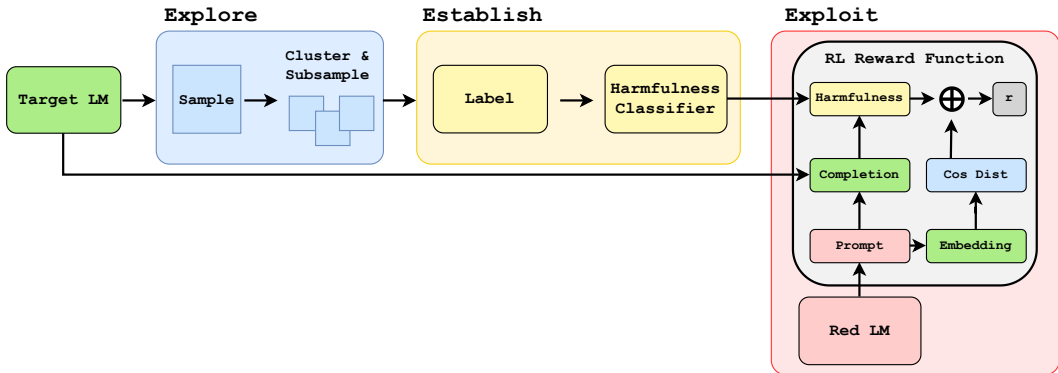 Explore
Establish
Exploit
Target LM
Sample
Cluster &
Subsample
Label
Harmfulness
Classifier
RL Reward Function
Harmfulness
r
Completion
Cos Dist
Prompt
Embedding
Red LM